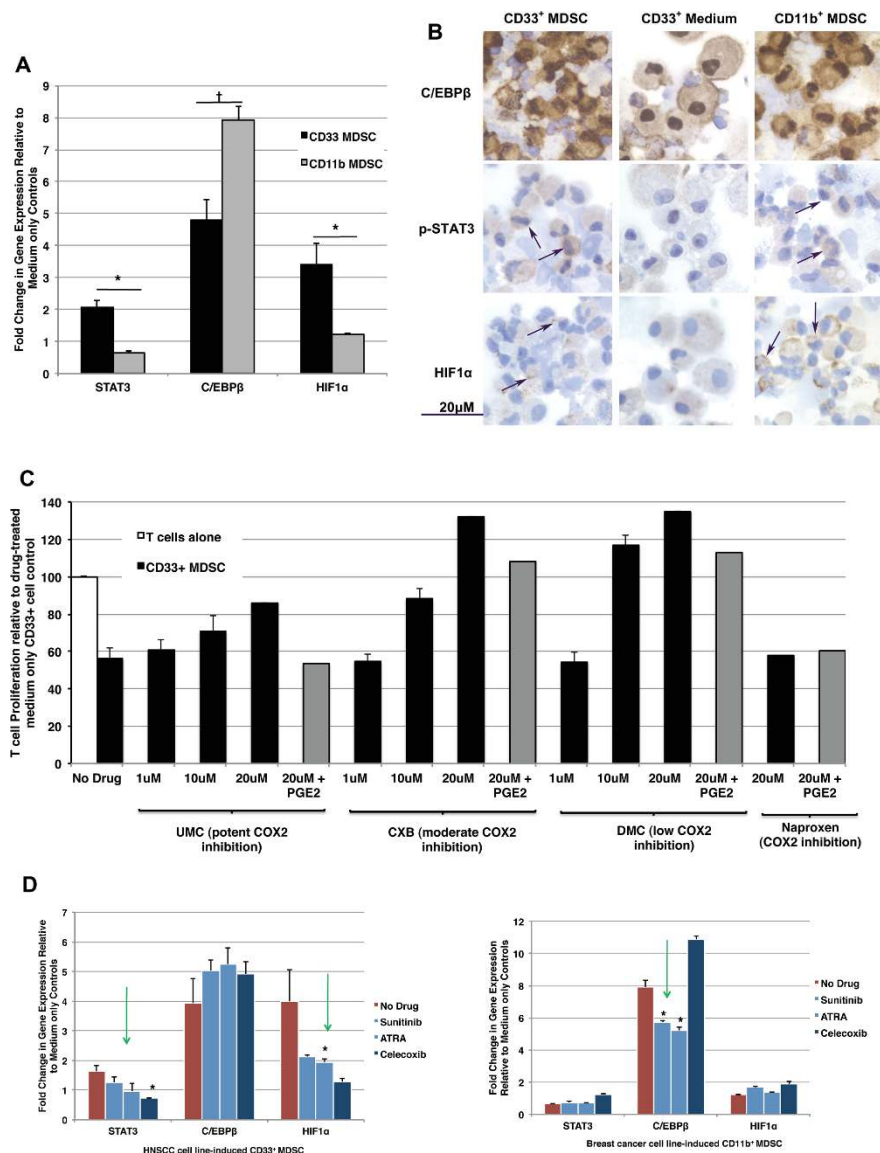 A
Fold Change in Gene Expression Relative to
Medium only Controls
9
8
7
6
5
4
3
2
1
0
†
*
*
CD33 MDSC
CD11b MDSC
STAT3
C/EBPβ
HIF1α
B
CD33+ MDSC
CD33+ Medium
CD11b+ MDSC
C/EBPβ
p-STAT3
HIF1α
20μM
C
T cell Proliferation relative to drug-treated
medium only CD33+ cell control
140
120
100
80
60
40
20
0
T cells alone
CD33+ MDSC
No Drug
1uM
10uM
20uM
20uM +
PGE2
1uM
10uM
20uM
20uM +
PGE2
1uM
10uM
20uM
20uM +
PGE2
20uM
20uM +
PGE2
UMC (potent COX2
inhibition)
CXB (moderate COX2
inhibition)
DMC (low COX2
inhibition)
Naproxen
(COX2 inhibition)
D
Fold Change in Gene Expression Relative
to Medium only Controls
7
6
5
4
3
2
1
0
*
*
No Drug
Sunitinib
ATRA
Celecoxib
STAT3
C/EBPβ
HIF1α
HNSCC cell line-induced CD33+ MDSC
Fold Change in Gene Expression
Relative to Medium only Controls
12
10
8
6
4
2
0
*
*
No Drug
Sunitinib
ATRA
Celecoxib
STAT3
C/EBPβ
HIF1α
Breast cancer cell line-induced CD11b+ MDSC